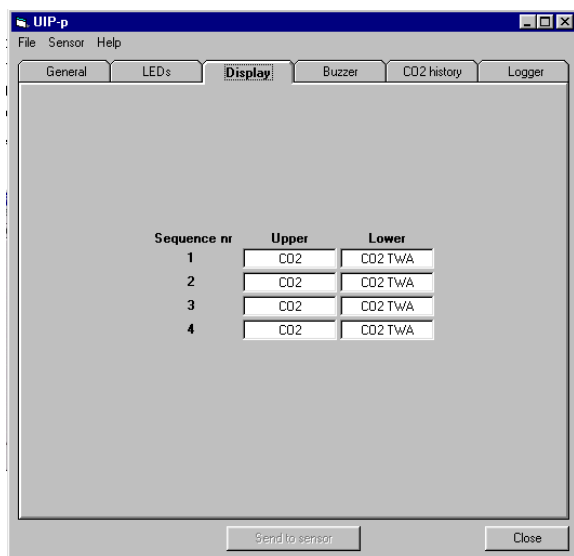 UIP-p
File Sensor Help
General LEDs Display Buzzer CO2 history Logger
Sequence nr Upper Lower
1 CO2 CO2 TWA
2 CO2 CO2 TWA
3 CO2 CO2 TWA
4 CO2 CO2 TWA
Send to sensor Close